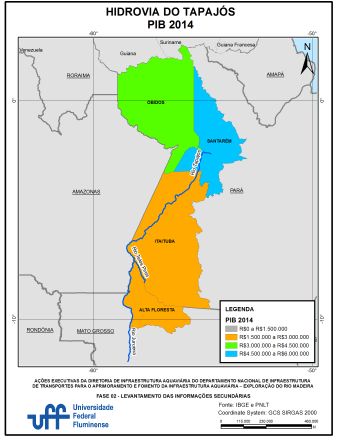 HIDROVIA DO TAPAJÓS
PIB 2014
-60°
-50°
Venezuela
Suriname
Guiana
Guiana Francesa
N
RORAIMA
AMAPÁ
0°
0°
ÓBIDOS
SANTARÉM
Rio Tapajós
AMAZONAS
PARÁ
ITAITUBA
Rio Teles Pires
ALTA FLORESTA
-10°
-10°
RONDÔNIA
MATO GROSSO
Rio Juruena
LEGENDA
PIB 2014
R$0 a R$1.500.000
R$1.500.000 a R$3.000.000
R$3.000.000 a R$4.500.000
R$4.500.000 a R$6.000.000
-60°
-50°
AÇÕES EXECUTIVAS DA DIRETORIA DE INFRAESTRUTURA AQUAVIÁRIA DO DEPARTAMENTO NACIONAL DE INFRAESTRUTURA
DE TRANSPORTES PARA O APRIMORAMENTO E FOMENTO DA INFRAESTRUTURA AQUAVIÁRIA – EXPLORAÇÃO DO RIO MADEIRA
FASE 02 - LEVANTAMENTO DAS INFORMAÇÕES SECUNDÁRIAS
uff
Universidade
Federal
Fluminense
Fonte: IBGE e PNLT
Coordinate System: GCS SIRGAS 2000
0 115.000 230.000 460.000